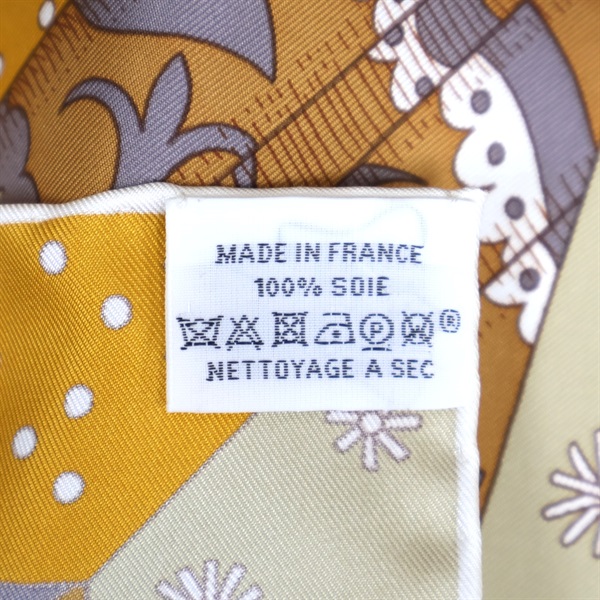 MADE IN FRANCE
100% SOIE
P ®
NETTOYAGE A SEC